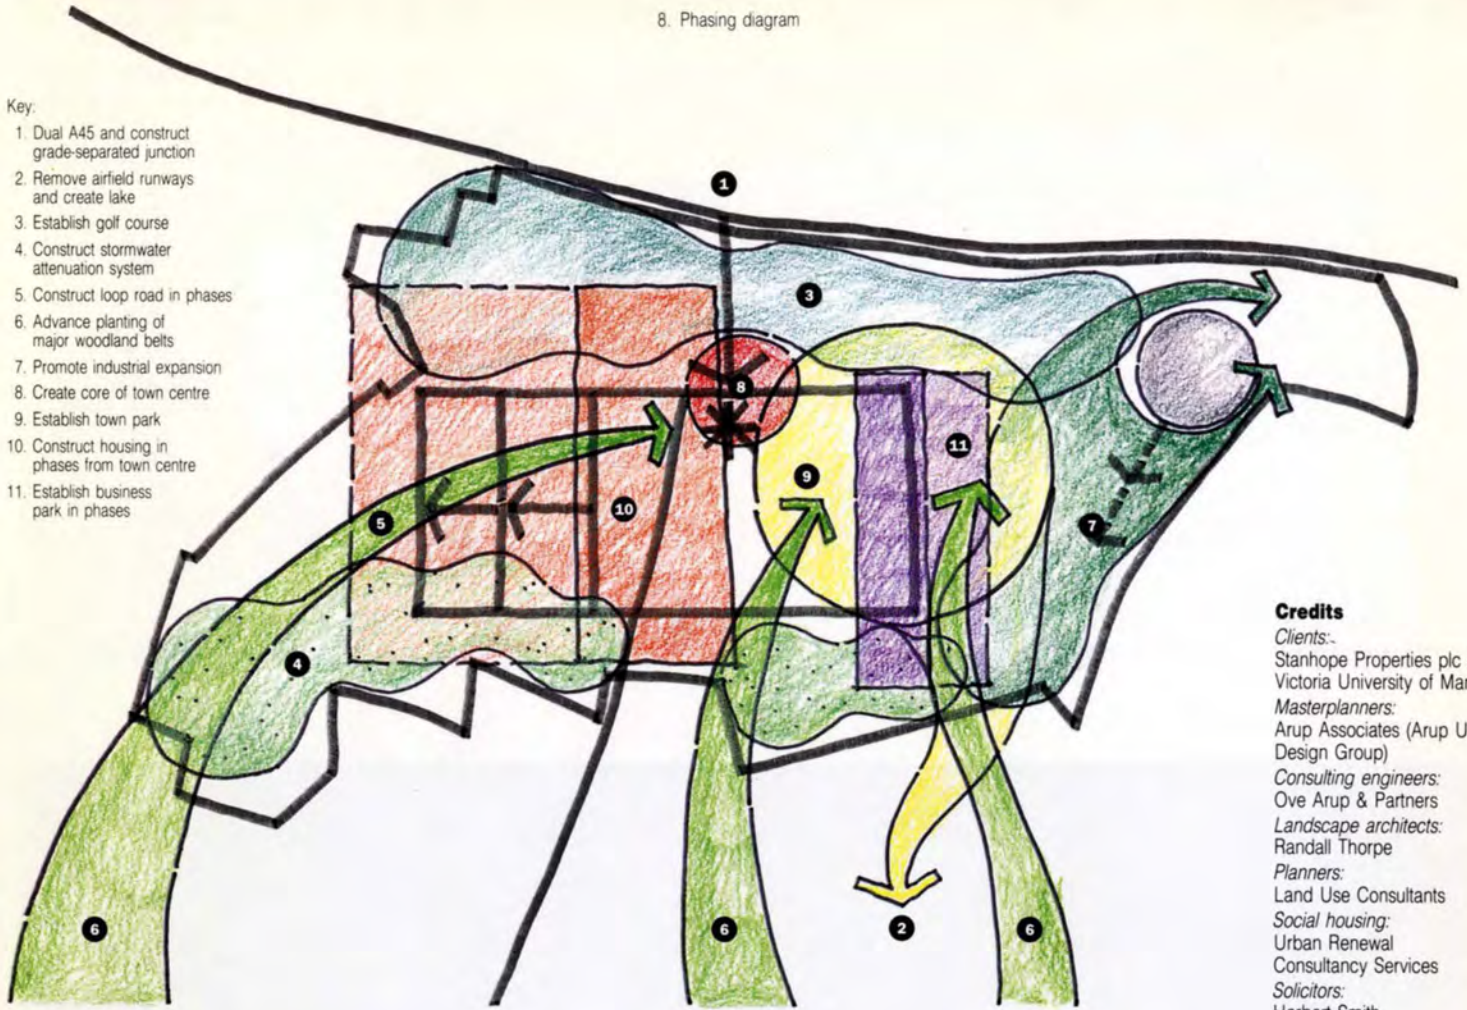 8. Phasing diagram
Key:
1. Dual A45 and construct
grade-separated junction
2. Remove airfield runways
and create lake
3. Establish golf course
4. Construct stormwater
attenuation system
5. Construct loop road in phases
6. Advance planting of
major woodland belts
7. Promote industrial expansion
8. Create core of town centre
9. Establish town park
10. Construct housing in
phases from town centre
11. Establish business
park in phases
1
3
8
11
9
10
5
7
4
6
6
2
6
Credits
Clients:
Stanhope Properties plc
Victoria University of
Masterplanners:
Arup Associates (Arup
Design Group)
Consulting engineers:
Ove Arup & Partners
Landscape architects:
Randall Thorpe
Planners:
Land Use Consultants
Social housing:
Urban Renewal
Consultancy Services
Solicitors:
Herbert Smith